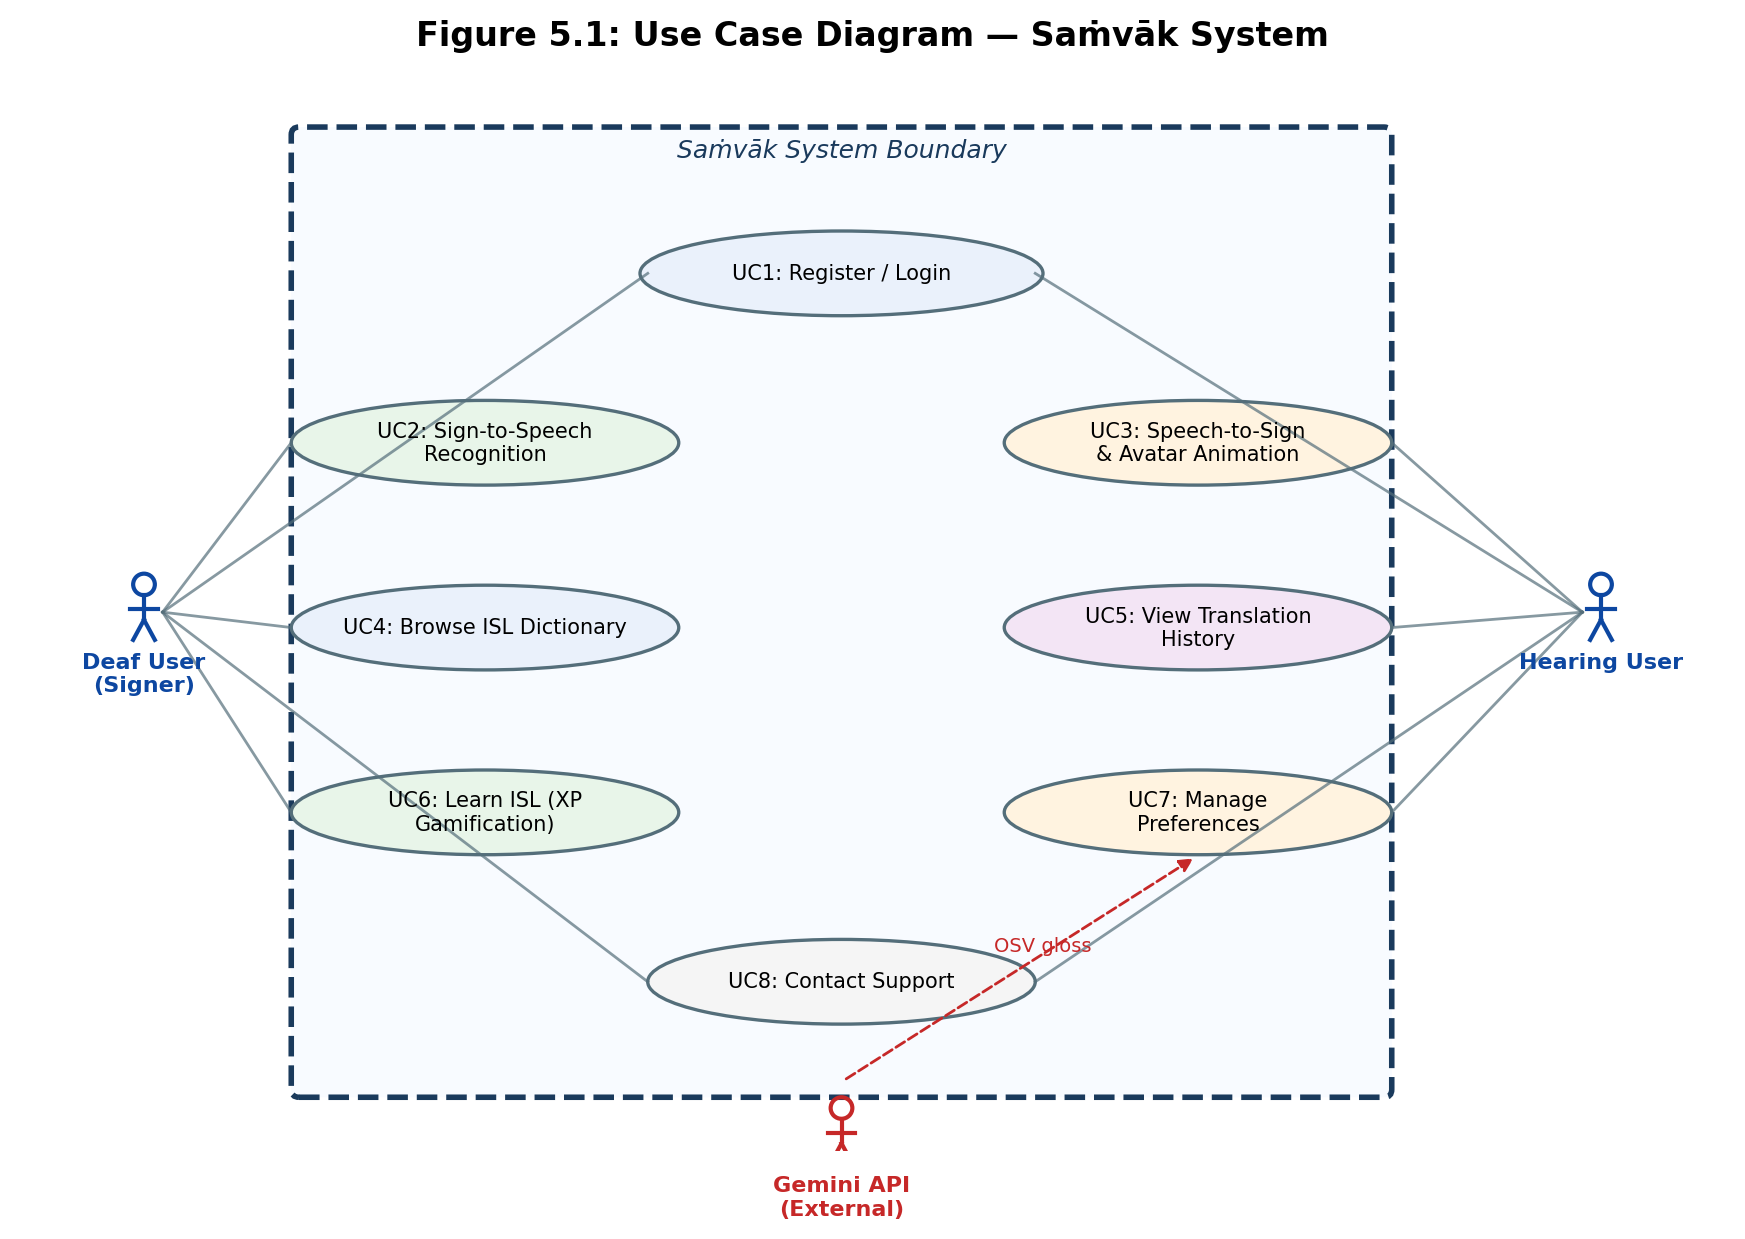 Figure 5.1: Use Case Diagram — Saṁvāk System
Saṁvāk System Boundary
UC1: Register / Login
UC2: Sign-to-Speech
Recognition
UC3: Speech-to-Sign
& Avatar Animation
UC4: Browse ISL Dictionary
UC5: View Translation
History
Deaf User
(Signer)
Hearing User
UC6: Learn ISL (XP
Gamification)
UC7: Manage
Preferences
OSV gloss
UC8: Contact Support
Gemini API
(External)